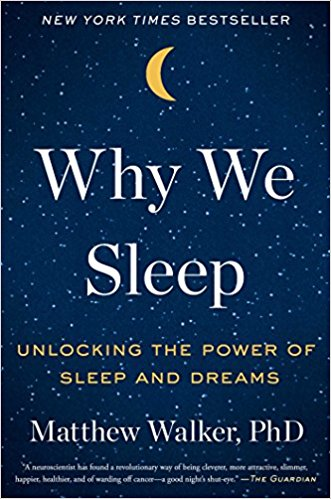 NEW YORK TIMES BESTSELLER
Why We
Sleep
UNLOCKING THE POWER OF
SLEEP AND DREAMS
Matthew Walker, PhD
"A neuroscientist has found a revolutionary way of being cleverer, more attractive, slimmer,
happier, healthier, and of warding off cancer—a good night's shut-eye." —THE GUARDIAN